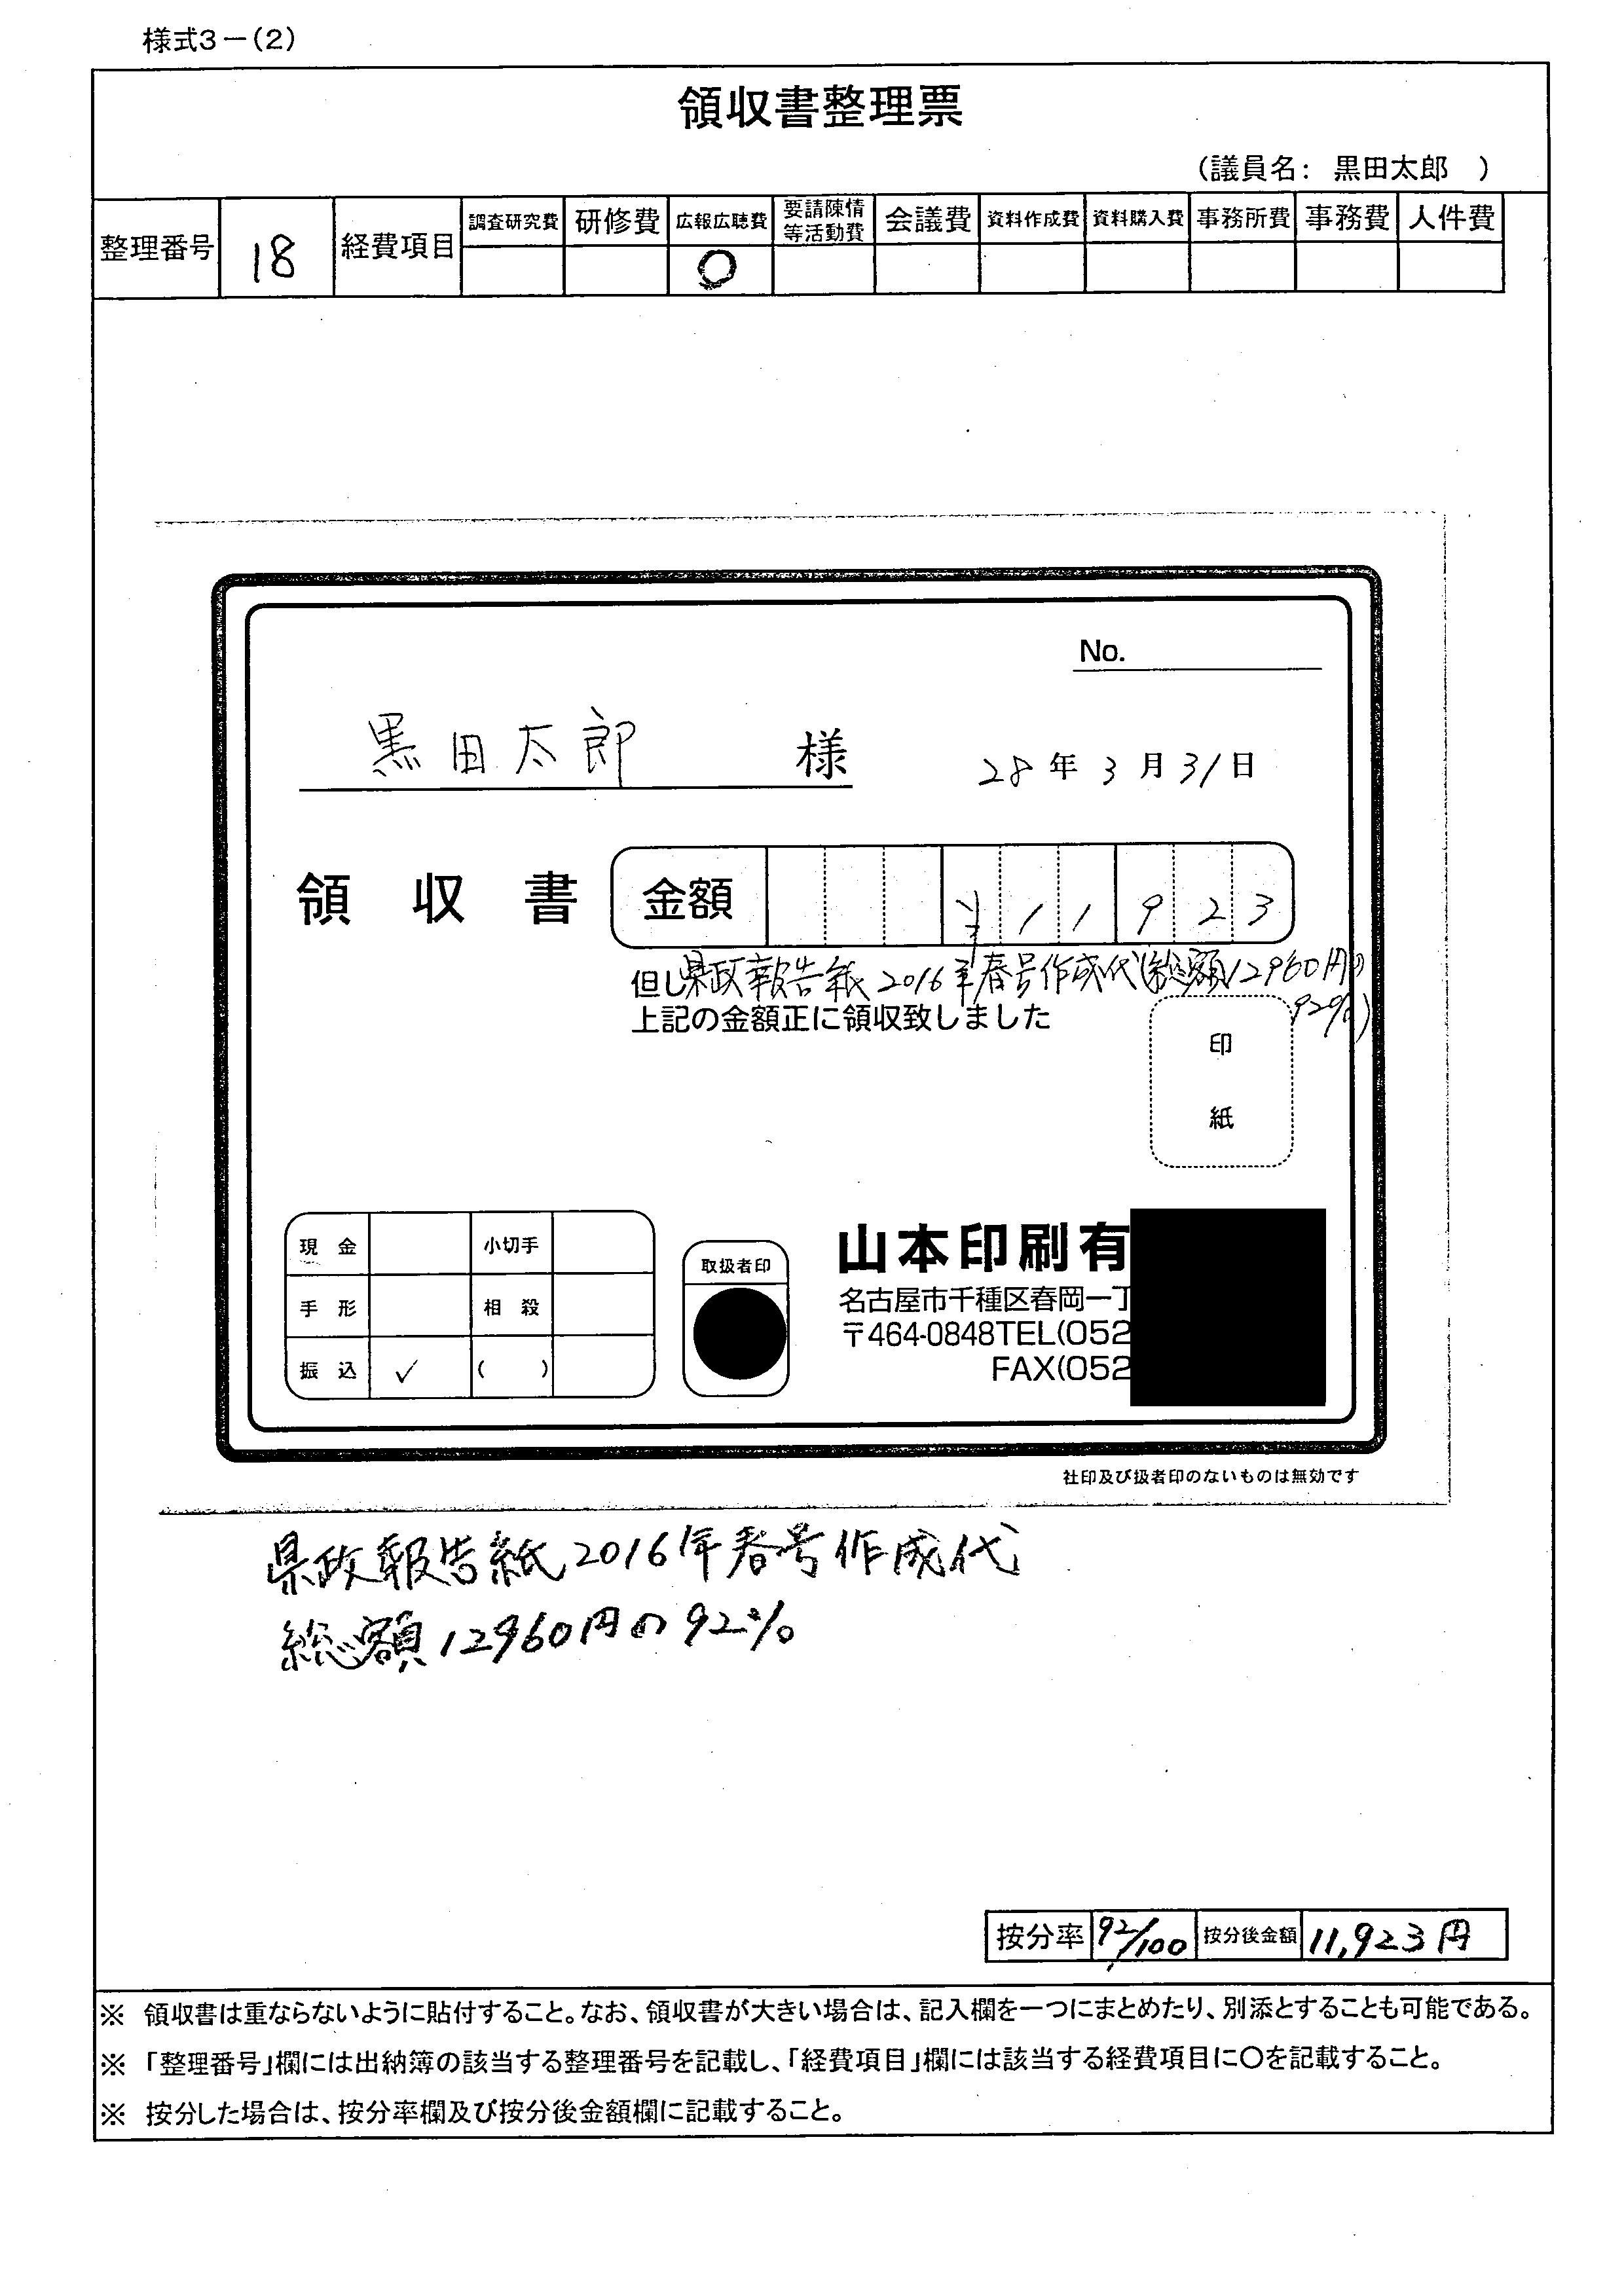 様式3－(2)
領収書整理票
(議員名： 黒田太郎 )
整理番号 18 経費項目 調査研究費 研修費 広報広聴費 要請陳情等活動費 会議費 資料作成費 資料購入費 事務所費 事務費 人件費
○
No.
黒田太郎 様 28年3月31日
領収書 金額 ¥11923
但し県政報告紙2016年春号作成代(総額12960円の
92%)
上記の金額正に領収致しました
印
紙
現金 小切手
手形 相殺
振込 ✓ ( )
取扱者印
山本印刷有
名古屋市千種区春岡一丁
〒464-0848TEL(052
FAX(052
社印及び扱者印のないものは無効です
県政報告紙2016年春号作成代
総額12960円の92%
按分率 92/100 按分後金額 11,923円
※ 領収書は重ならないように貼付すること。なお、領収書が大きい場合は、記入欄を一つにまとめたり、別添とすることも可能である。
※ 「整理番号」欄には出納簿の該当する整理番号を記載し、「経費項目」欄には該当する経費項目に○を記載すること。
※ 按分した場合は、按分率欄及び按分後金額欄に記載すること。